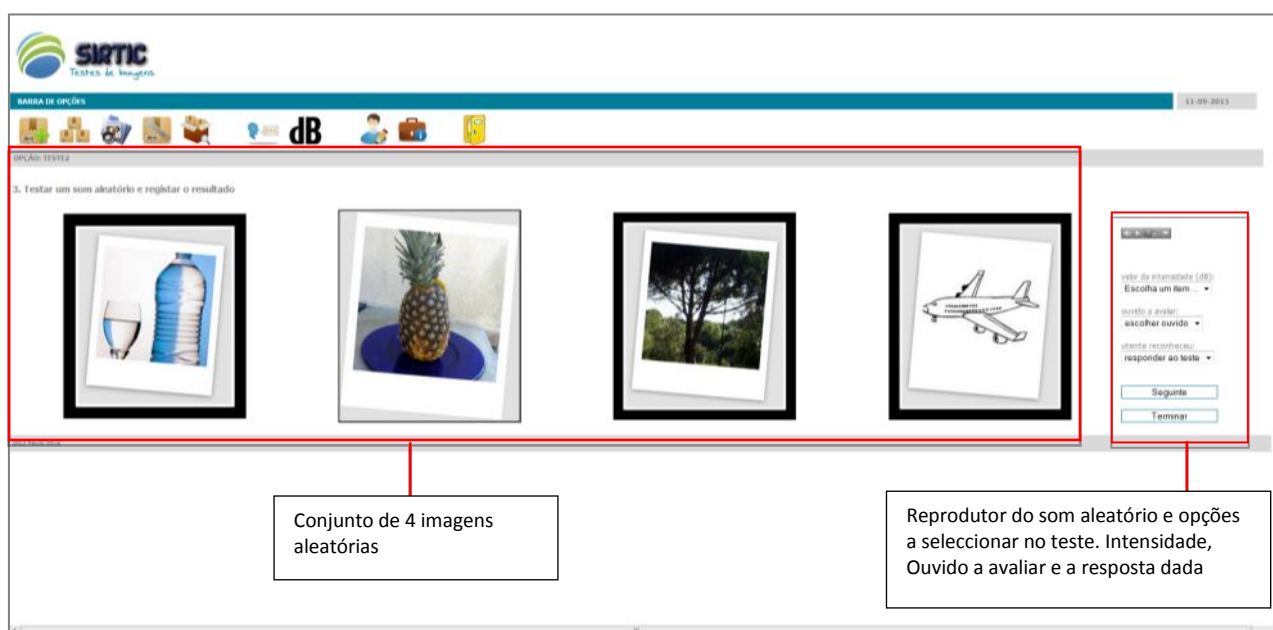 SIRTIC
Testes de Imagens
BARRA DE OPÇÕES
11-09-2013
dB
OPÇÃO: TESTE2
3. Testar um som aleatório e registar o resultado
valor da intensidade (dB):
Escolha um item ...
ouvido a avaliar:
escolher ouvido
utente reconheceu:
responder ao teste
Seguinte
Terminar
Conjunto de 4 imagens
aleatórias
Reprodutor do som aleatório e opções
a seleccionar no teste. Intensidade,
Ouvido a avaliar e a resposta dada